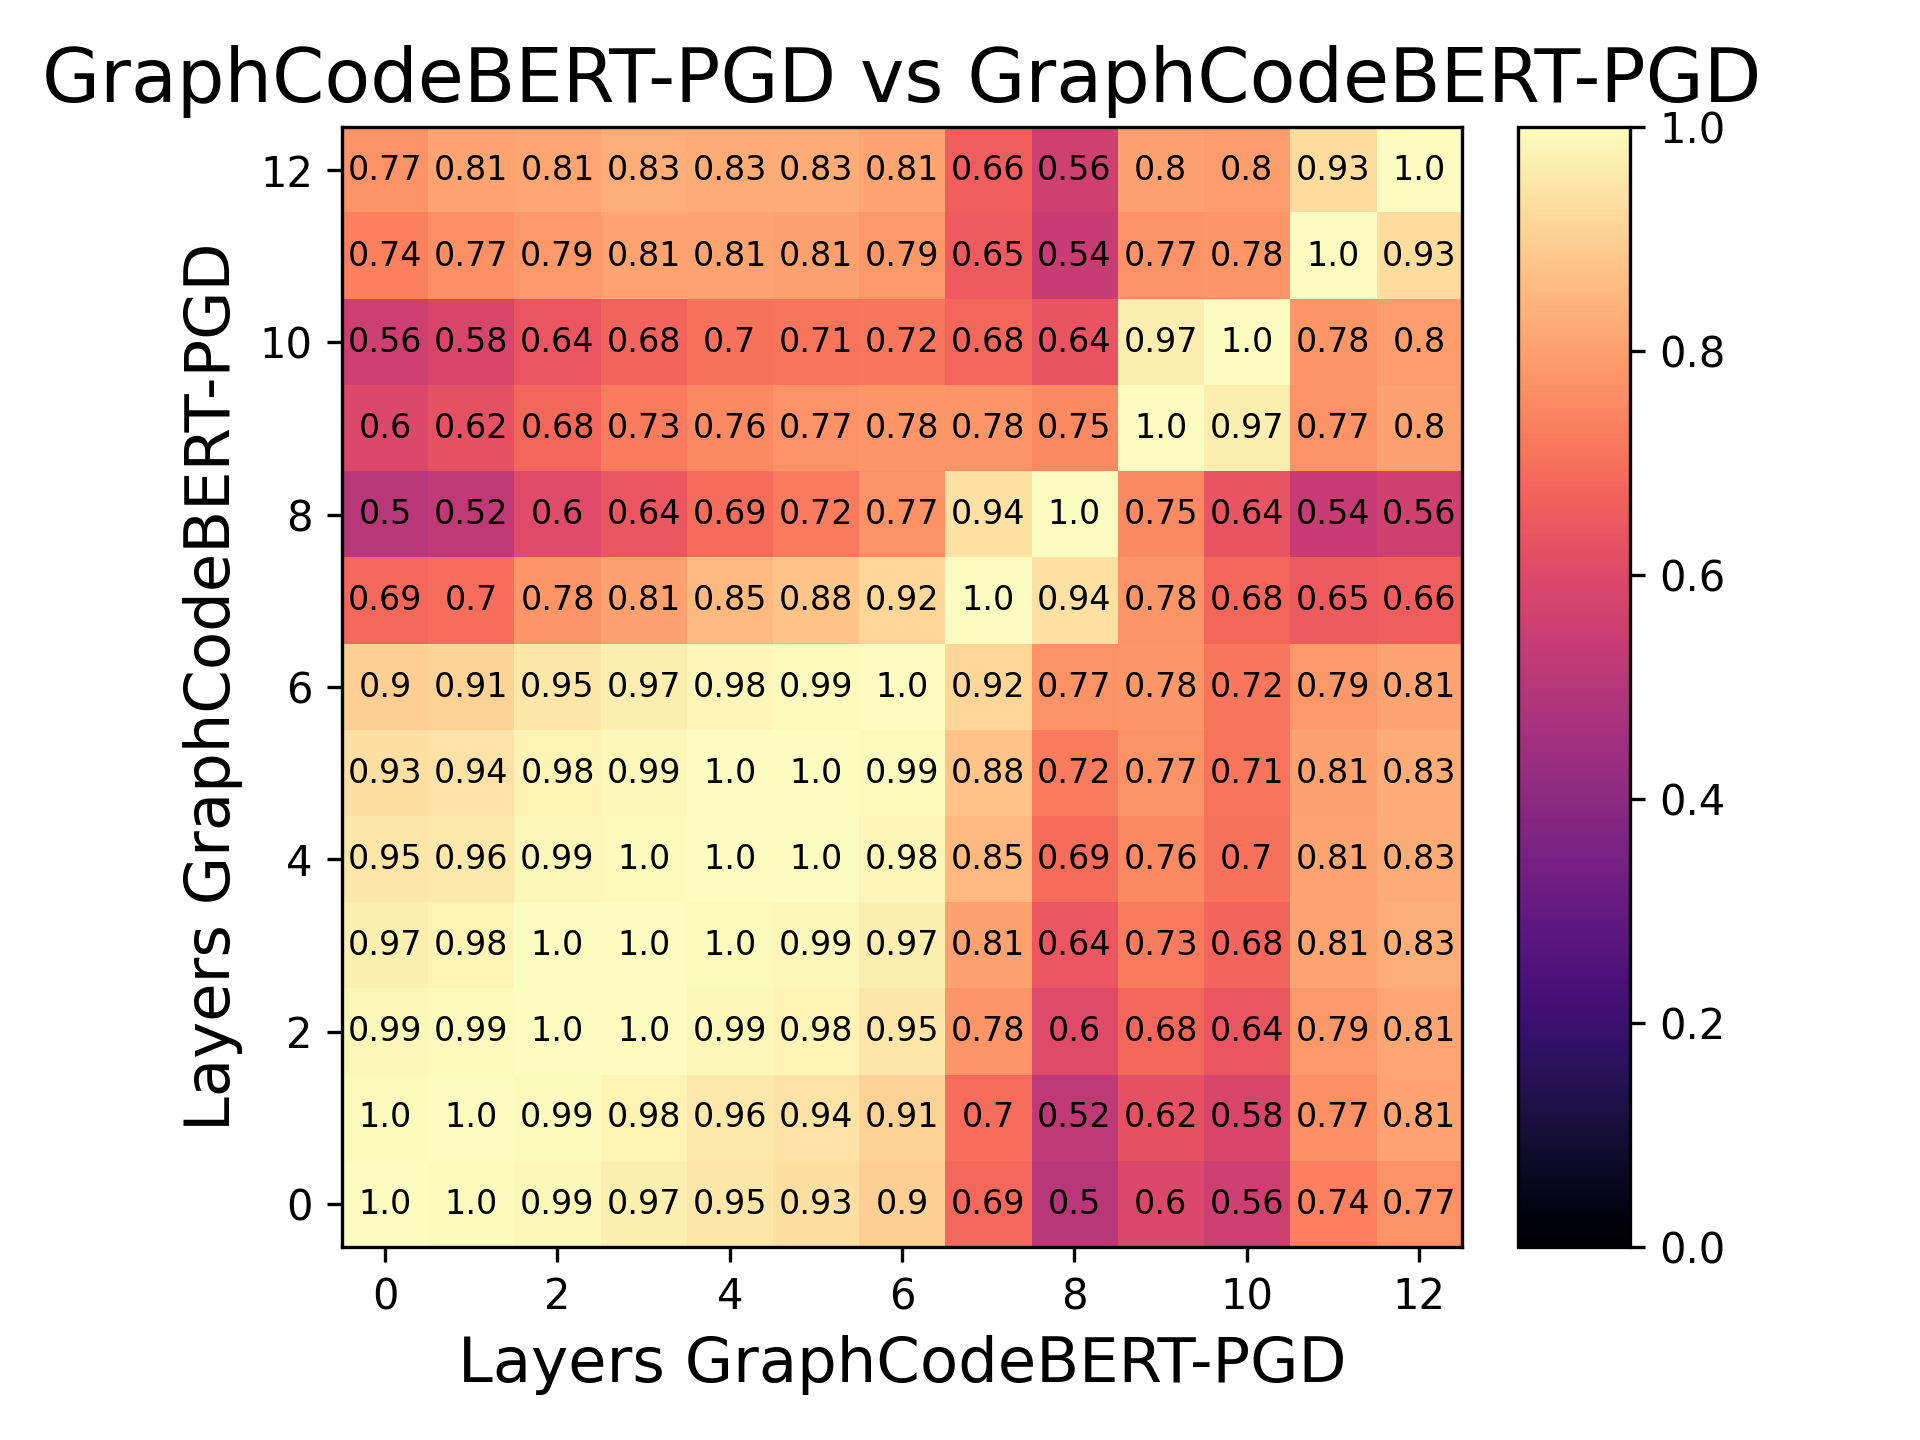 GraphCodeBERT-PGD vs GraphCodeBERT-PGD
12 0.77 0.81 0.81 0.83 0.83 0.83 0.81 0.66 0.56 0.8 0.8 0.93 1.0
0.74 0.77 0.79 0.81 0.81 0.81 0.79 0.65 0.54 0.77 0.78 1.0 0.93
10 0.56 0.58 0.64 0.68 0.7 0.71 0.72 0.68 0.64 0.97 1.0 0.78 0.8
0.6 0.62 0.68 0.73 0.76 0.77 0.78 0.78 0.75 1.0 0.97 0.77 0.8
8 0.5 0.52 0.6 0.64 0.69 0.72 0.77 0.94 1.0 0.75 0.64 0.54 0.56
0.69 0.7 0.78 0.81 0.85 0.88 0.92 1.0 0.94 0.78 0.68 0.65 0.66
6 0.9 0.91 0.95 0.97 0.98 0.99 1.0 0.92 0.77 0.78 0.72 0.79 0.81
0.93 0.94 0.98 0.99 1.0 1.0 0.99 0.88 0.72 0.77 0.71 0.81 0.83
4 0.95 0.96 0.99 1.0 1.0 1.0 0.98 0.85 0.69 0.76 0.7 0.81 0.83
0.97 0.98 1.0 1.0 1.0 0.99 0.97 0.81 0.64 0.73 0.68 0.81 0.83
2 0.99 0.99 1.0 1.0 0.99 0.98 0.95 0.78 0.6 0.68 0.64 0.79 0.81
1.0 1.0 0.99 0.98 0.96 0.94 0.91 0.7 0.52 0.62 0.58 0.77 0.81
0 1.0 1.0 0.99 0.97 0.95 0.93 0.9 0.69 0.5 0.6 0.56 0.74 0.77
0 2 4 6 8 10 12
Layers GraphCodeBERT-PGD
Layers GraphCodeBERT-PGD
1.0
0.8
0.6
0.4
0.2
0.0